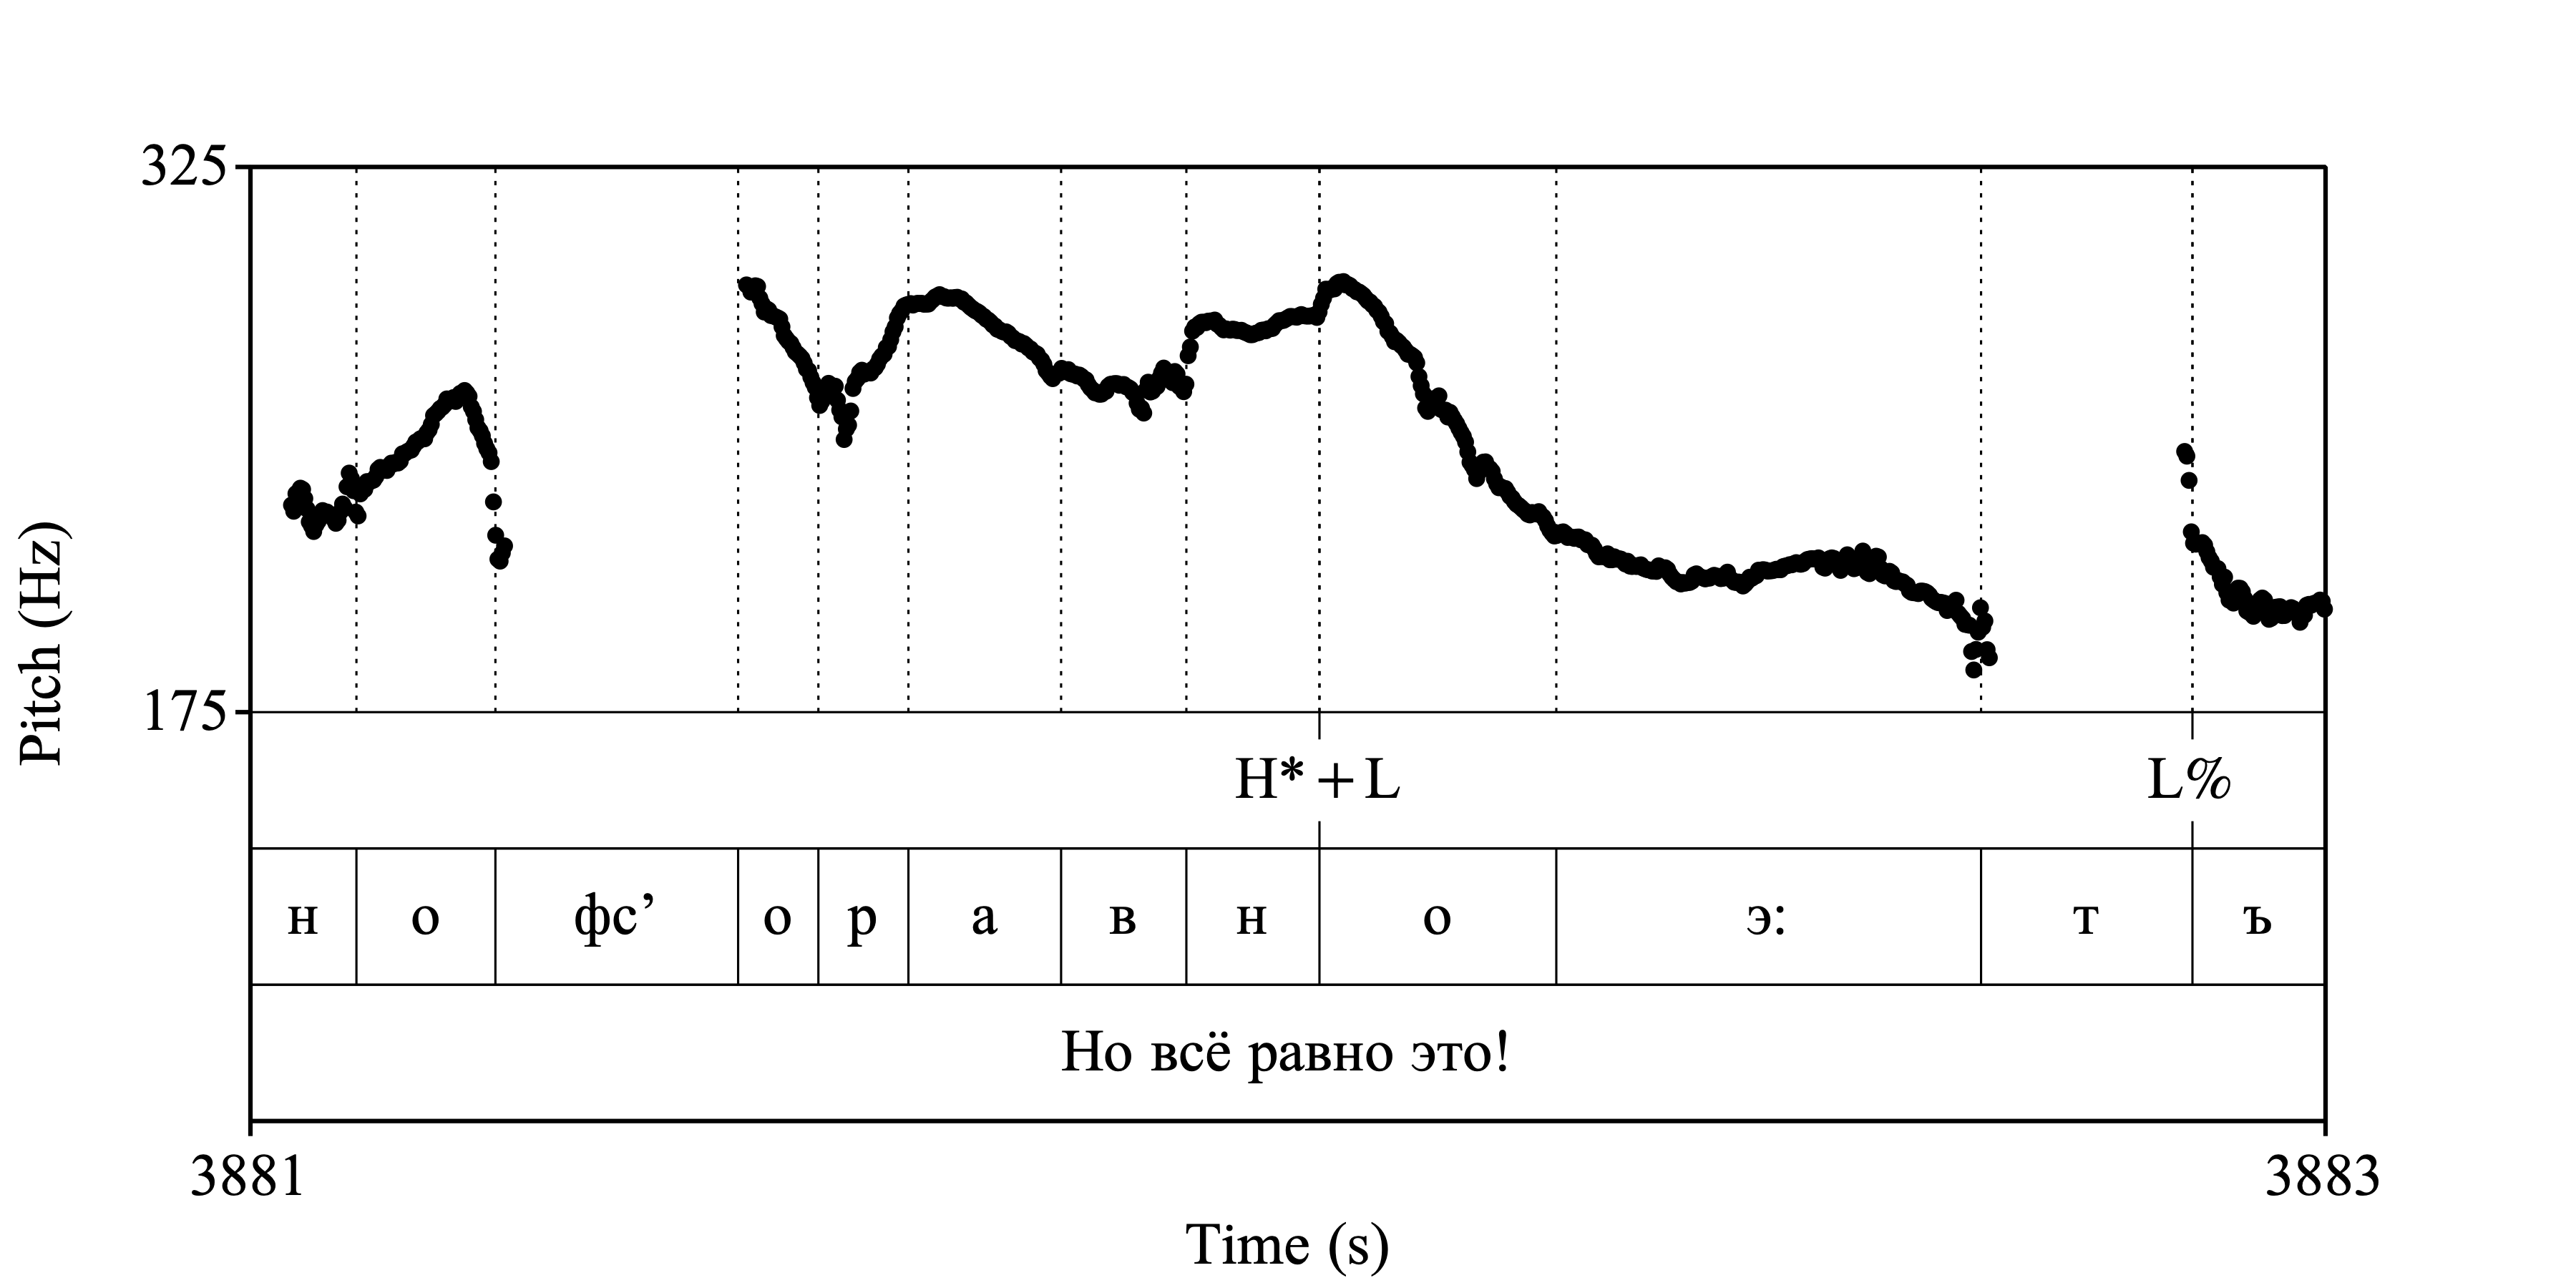 325
175
Pitch (Hz)
H* + L L%
н о фс’ о р а в н о э: т ъ
Но всё равно это!
3881 3883
Time (s)